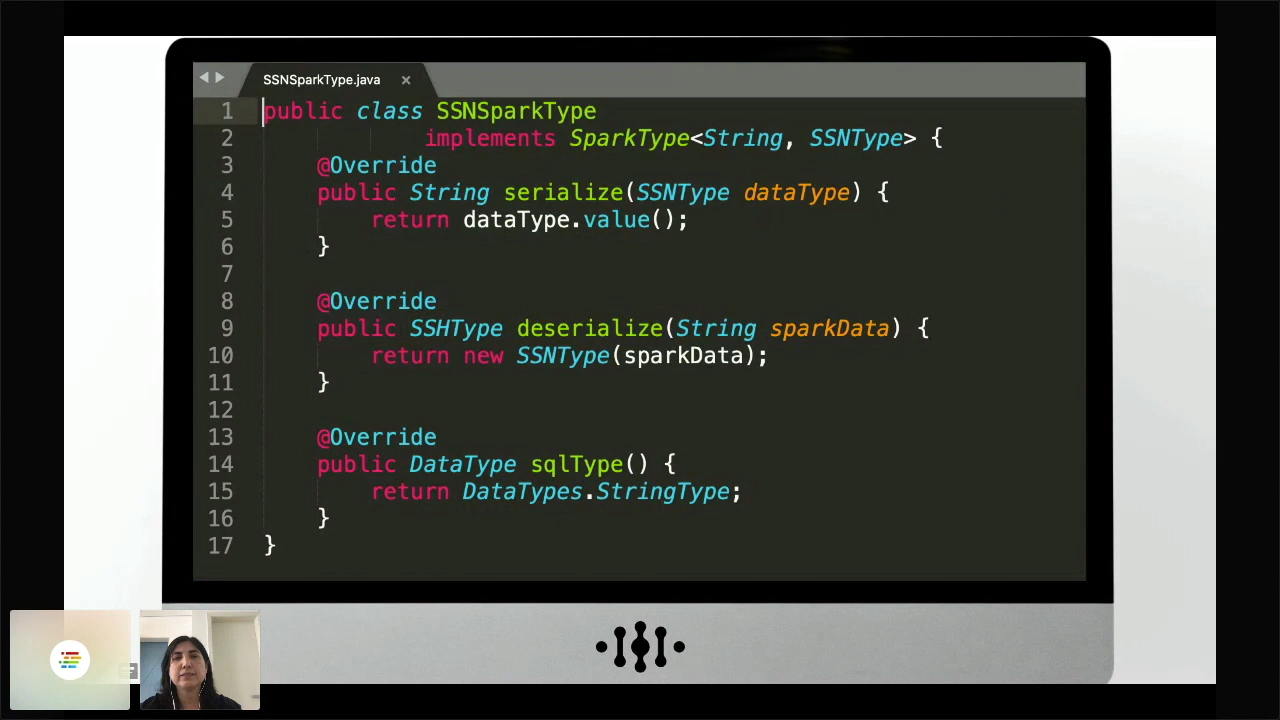 SSNSparkType.java ×
1 public class SSNSparkType
2 implements SparkType<String, SSNType> {
3 @Override
4 public String serialize(SSNType dataType) {
5 return dataType.value();
6 }
7
8 @Override
9 public SSHType deserialize(String sparkData) {
10 return new SSNType(sparkData);
11 }
12
13 @Override
14 public DataType sqlType() {
15 return DataTypes.StringType;
16 }
17 }